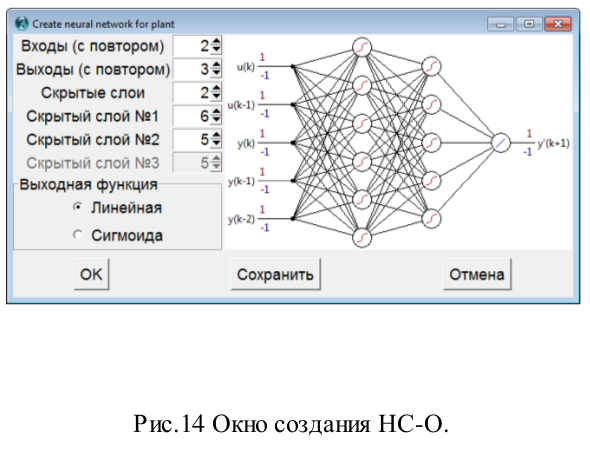 Create neural network for plant
Входы (с повтором) 2
Выходы (с повтором) 3
Скрытые слои 2
Скрытый слой №1 6
Скрытый слой №2 5
Скрытый слой №3 5
Выходная функция
Линейная
Сигмоида
u(k) 1 -1
u(k-1) 1 -1
y(k) 1 -1
y(k-1) 1 -1
y(k-2) 1 -1
1 -1 y'(k+1)
OK
Сохранить
Отмена
Рис.14 Окно создания НС-О.